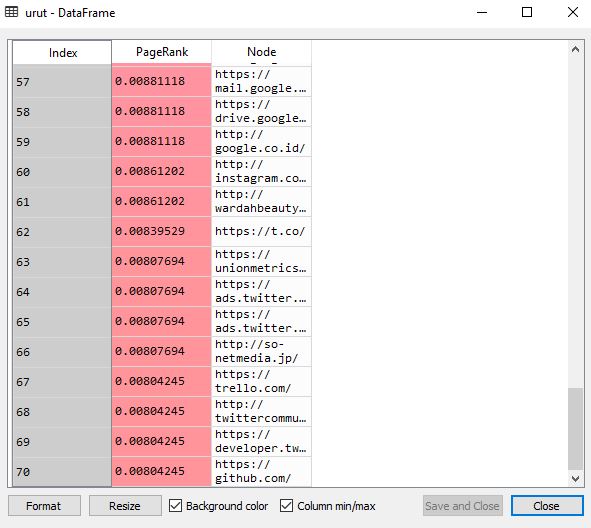 urut - DataFrame
Index PageRank Node
57 0.00881118 https://
mail.google.…
58 0.00881118 https://
drive.google…
59 0.00881118 http://
google.co.id/
60 0.00861202 http://
instagram.co…
61 0.00861202 http://
wardahbeauty…
62 0.00839529 https://t.co/
63 0.00807694 https://
unionmetrics…
64 0.00807694 https://
ads.twitter.…
65 0.00807694 https://
ads.twitter.…
66 0.00807694 http://so-
netmedia.jp/
67 0.00804245 https://
trello.com/
68 0.00804245 http://
twittercommu…
69 0.00804245 https://
developer.tw…
70 0.00804245 https://
github.com/
Format Resize Background color Column min/max Save and Close Close